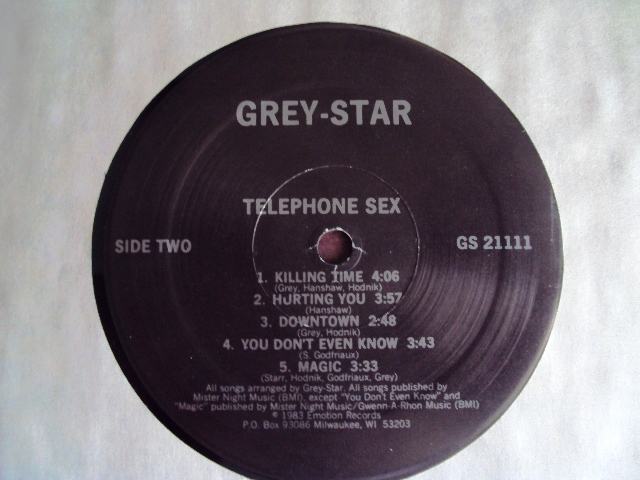 GREY-STAR
TELEPHONE SEX
SIDE TWO
GS 21111
1. KILLING TIME 4:06
(Grey, Hanshaw, Hodnik)
2. HURTING YOU 3:57
(Hanshaw)
3. DOWNTOWN 2:48
(Grey, Hodnik)
4. YOU DON'T EVEN KNOW 3:43
(S. Godfriaux)
5. MAGIC 3:33
(Starr, Hodnik, Godfriaux, Grey)
All songs arranged by Grey-Star. All songs published by
Mister Night Music (BMI), except "You Don't Even Know" and
"Magic" published by Mister Night Music/Gwenn-A-Rhon Music (BMI)
© 1983 Emotion Records
P.O. Box 93086 Milwaukee, WI 53203